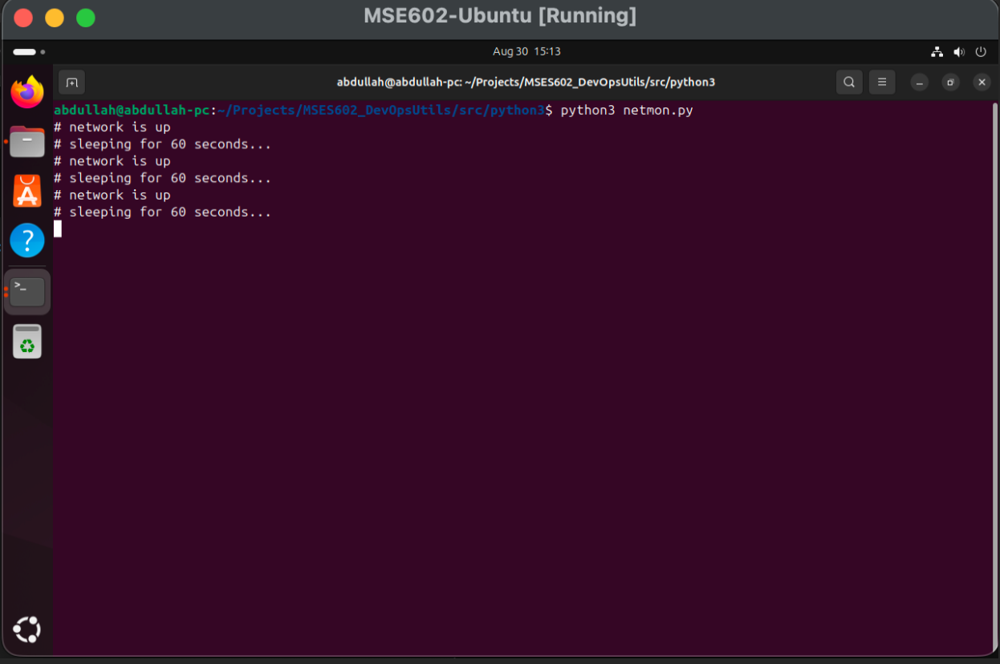 MSE602-Ubuntu [Running]
Aug 30 15:13
abdullah@abdullah-pc: ~/Projects/MSES602_DevOpsUtils/src/python3
abdullah@abdullah-pc:~/Projects/MSES602_DevOpsUtils/src/python3$ python3 netmon.py
# network is up
# sleeping for 60 seconds...
# network is up
# sleeping for 60 seconds...
# network is up
# sleeping for 60 seconds...